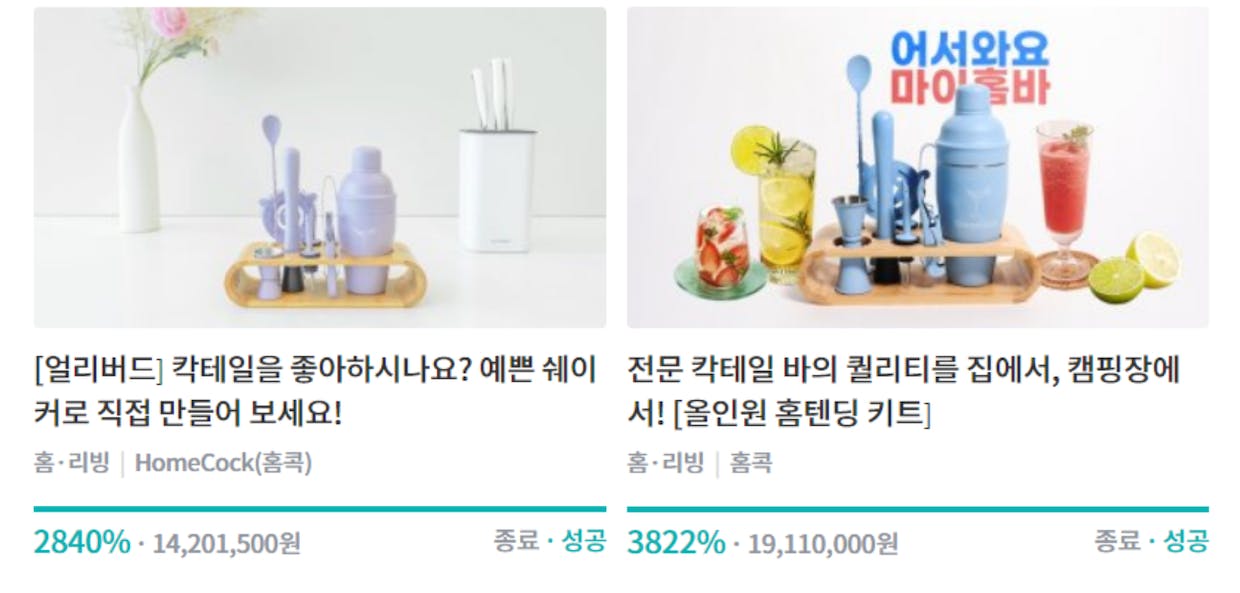 어서와요
마이홈바
[얼리버드] 칵테일을 좋아하시나요? 예쁜 쉐이
커로 직접 만들어 보세요!
홈·리빙 | HomeCock(홈콕)
2840% · 14,201,500원 종료 · 성공
전문 칵테일 바의 퀄리티를 집에서, 캠핑장에
서! [올인원 홈텐딩 키트]
홈·리빙 | 홈콕
3822% · 19,110,000원 종료 · 성공